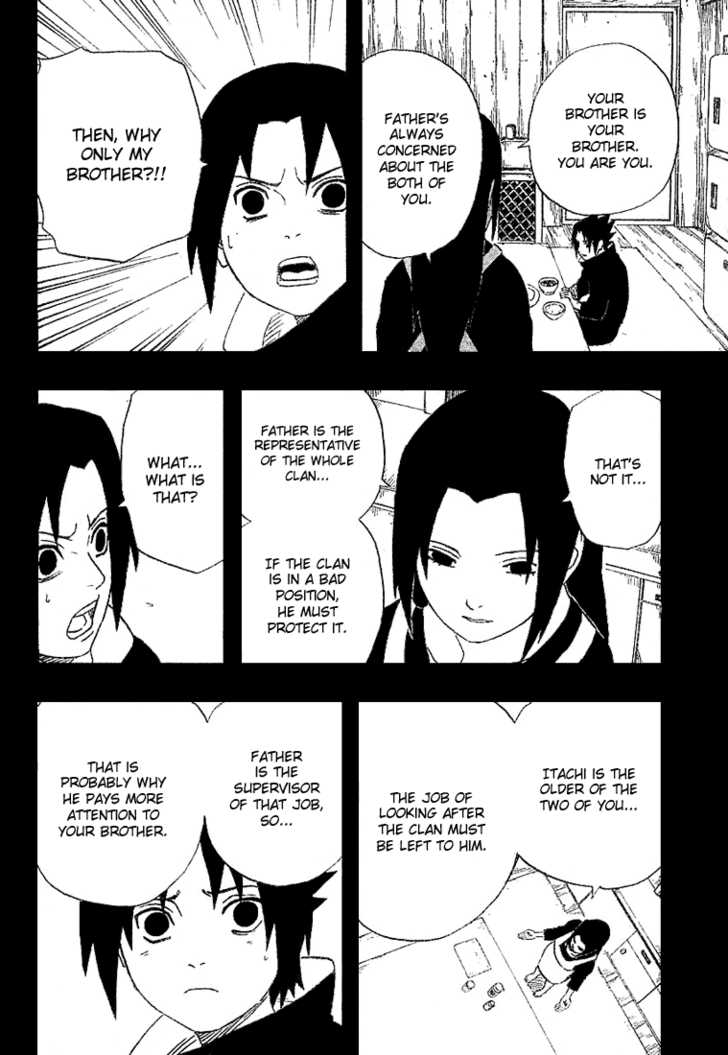 YOUR
BROTHER IS
YOUR
BROTHER.
YOU ARE YOU.
FATHER'S
ALWAYS
CONCERNED
ABOUT THE
BOTH OF
YOU.
THEN, WHY
ONLY MY
BROTHER?!!
THAT'S
NOT IT...
FATHER IS THE
REPRESENTATIVE
OF THE WHOLE
CLAN...
IF THE CLAN
IS IN A BAD
POSITION,
HE MUST
PROTECT IT.
WHAT...
WHAT IS
THAT?
ITACHI IS THE
OLDER OF THE
TWO OF YOU...
THE JOB OF
LOOKING AFTER
THE CLAN MUST
BE LEFT TO HIM.
FATHER
IS THE
SUPERVISOR
OF THAT JOB,
SO...
THAT IS
PROBABLY WHY
HE PAYS MORE
ATTENTION TO
YOUR BROTHER.